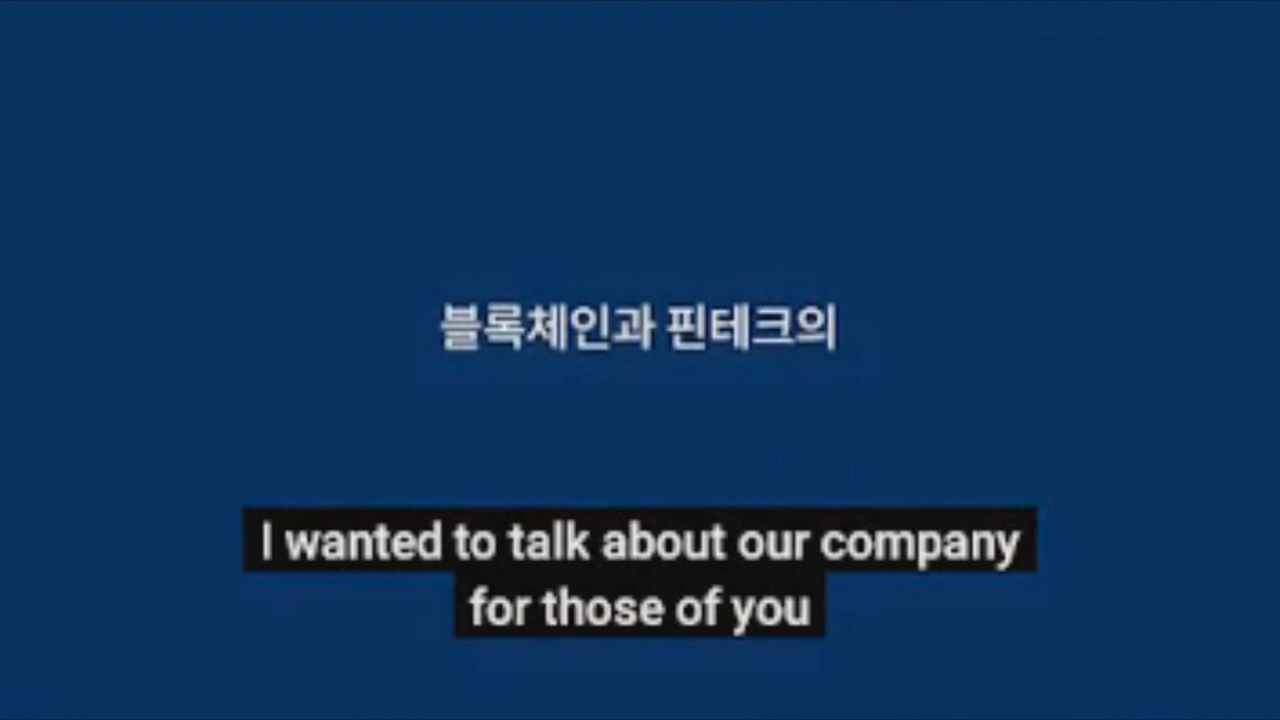 블록체인과 핀테크의
I wanted to talk about our company
for those of you